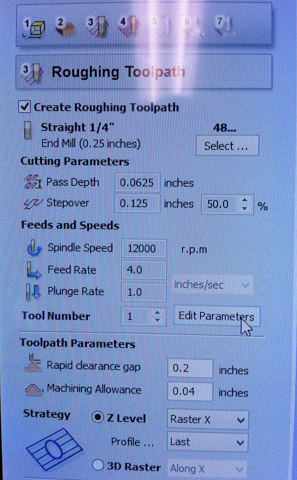 1 2 3 4 5 6 7
3 Roughing Toolpath
Create Roughing Toolpath
Straight 1/4" 48...
End Mill (0.25 inches) Select ...
Cutting Parameters
Pass Depth 0.0625 inches
Stepover 0.125 inches 50.0 %
Feeds and Speeds
Spindle Speed 12000 r.p.m
Feed Rate 4.0
inches/sec
Plunge Rate 1.0
Tool Number 1 Edit Parameters
Toolpath Parameters
Rapid clearance gap 0.2 inches
Machining Allowance 0.04 inches
Strategy Z Level Raster X
Profile ... Last
3D Raster Along X